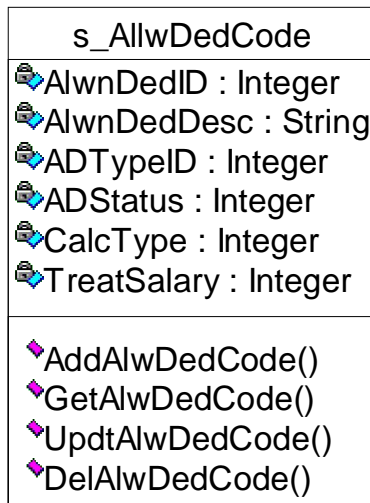 s_AllwDedCode
AlwnDedID : Integer
AlwnDedDesc : String
ADTypeID : Integer
ADStatus : Integer
CalcType : Integer
TreatSalary : Integer
AddAlwDedCode()
GetAlwDedCode()
UpdtAlwDedCode()
DelAlwDedCode()